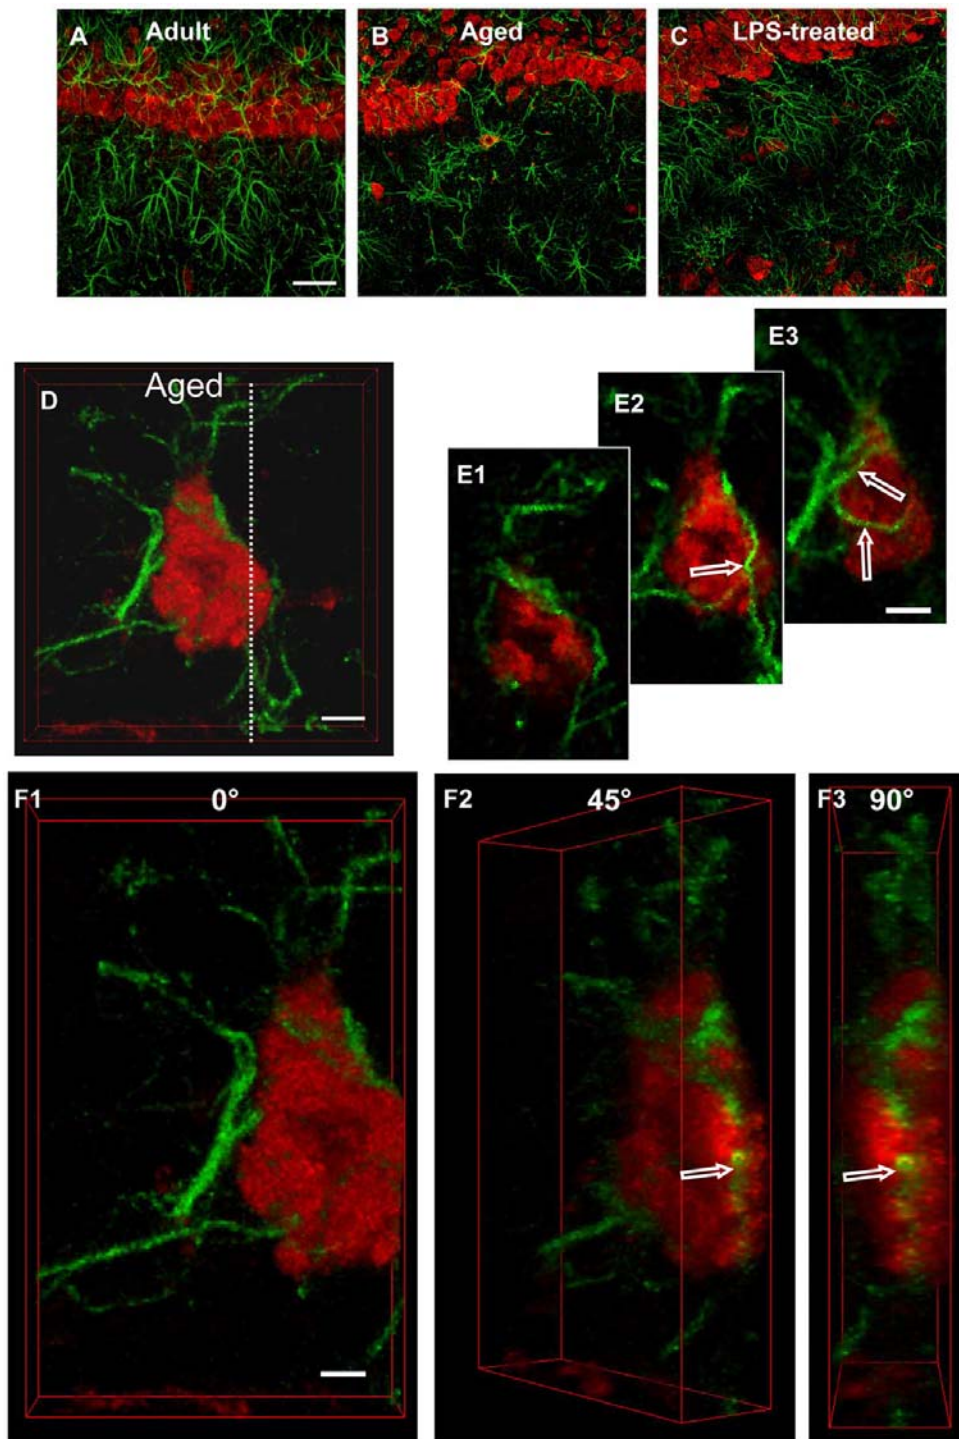 A Adult
B Aged
C LPS-treated
D Aged
E1
E2
E3
F1 0°
F2 45°
F3 90°